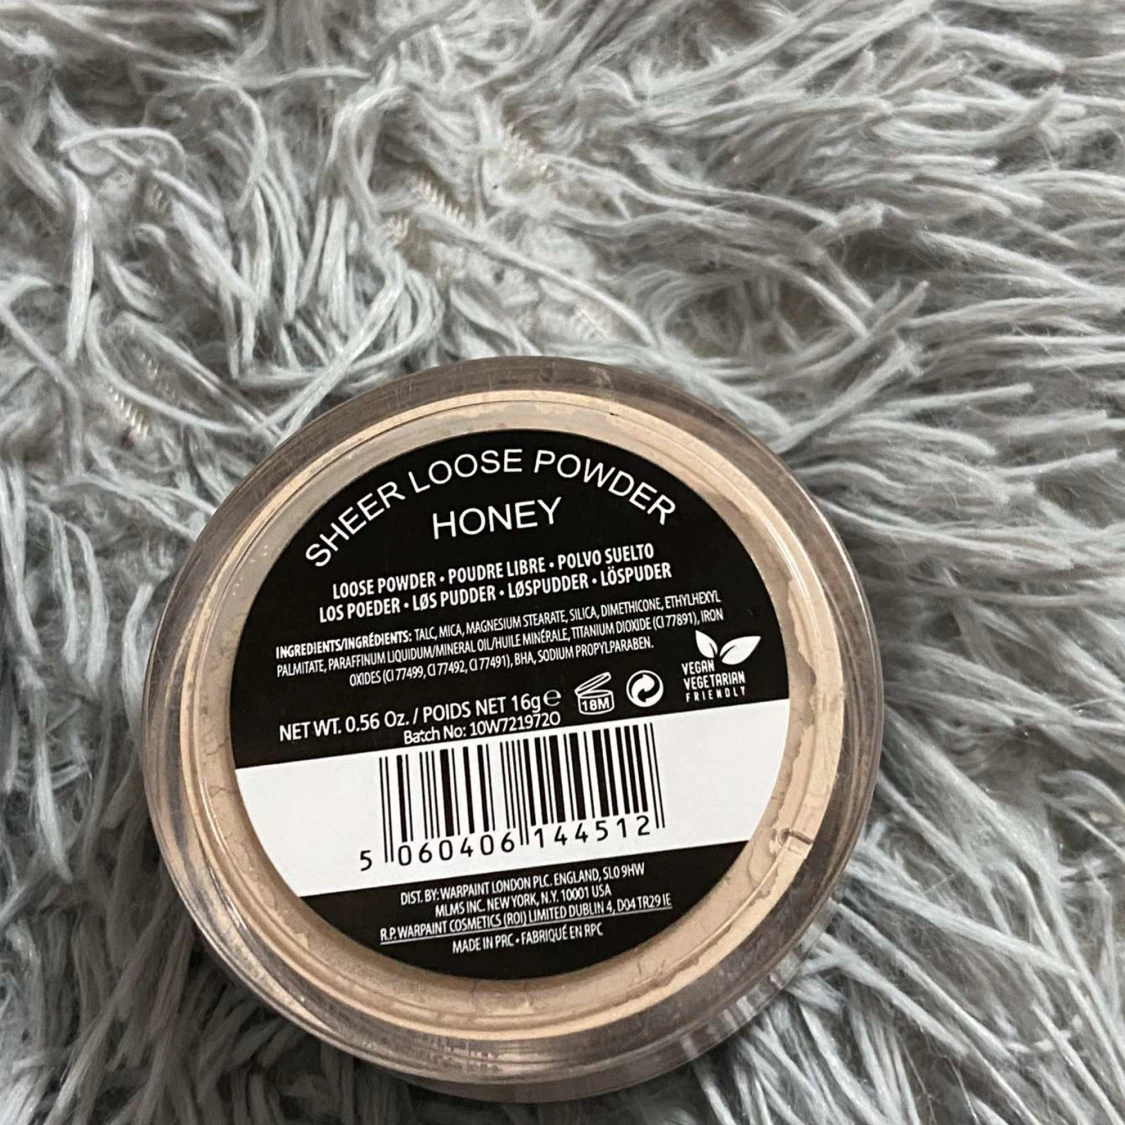 SHEER LOOSE POWDER
HONEY
LOOSE POWDER • POUDRE LIBRE • POLVO SUELTO
LOS POEDER • LØS PUDDER • LØSPUDDER • LÖSPUDER
INGREDIENTS/INGRÉDIENTS: TALC, MICA, MAGNESIUM STEARATE, SILICA, DIMETHICONE, ETHYLHEXYL
PALMITATE, PARAFFINUM LIQUIDUM/MINERAL OIL/HUILE MINÉRALE, TITANIUM DIOXIDE (CI 77891), IRON
OXIDES (CI 77499, CI 77492, CI 77491), BHA, SODIUM PROPYLPARABEN.
VEGAN
VEGETARIAN
FRIENDLY
NET WT. 0.56 Oz. / POIDS NET 16g e
18M
Batch No: 10W721972O
5 060406 144512
DIST. BY: WARPAINT LONDON PLC. ENGLAND, SL0 9HW
MLMS INC. NEW YORK, N.Y. 10001 USA
R.P. WARPAINT COSMETICS (ROI) LIMITED DUBLIN 4, D04 TR29 IE
MADE IN PRC • FABRIQUÉ EN RPC